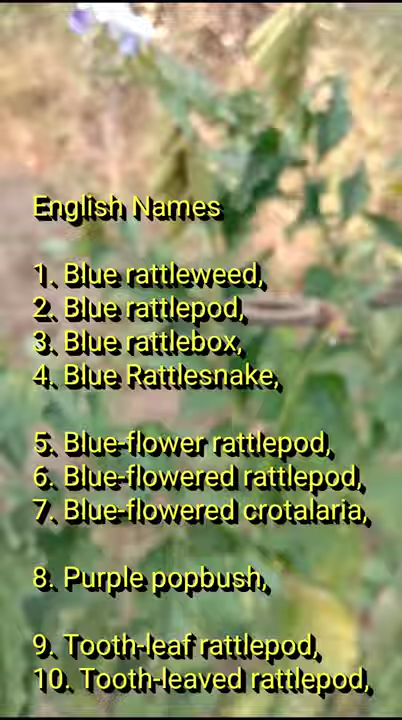 English Names
1. Blue rattleweed,
2. Blue rattlepod,
3. Blue rattlebox,
4. Blue Rattlesnake,
5. Blue-flower rattlepod,
6. Blue-flowered rattlepod,
7. Blue-flowered crotalaria,
8. Purple popbush,
9. Tooth-leaf rattlepod,
10. Tooth-leaved rattlepod,